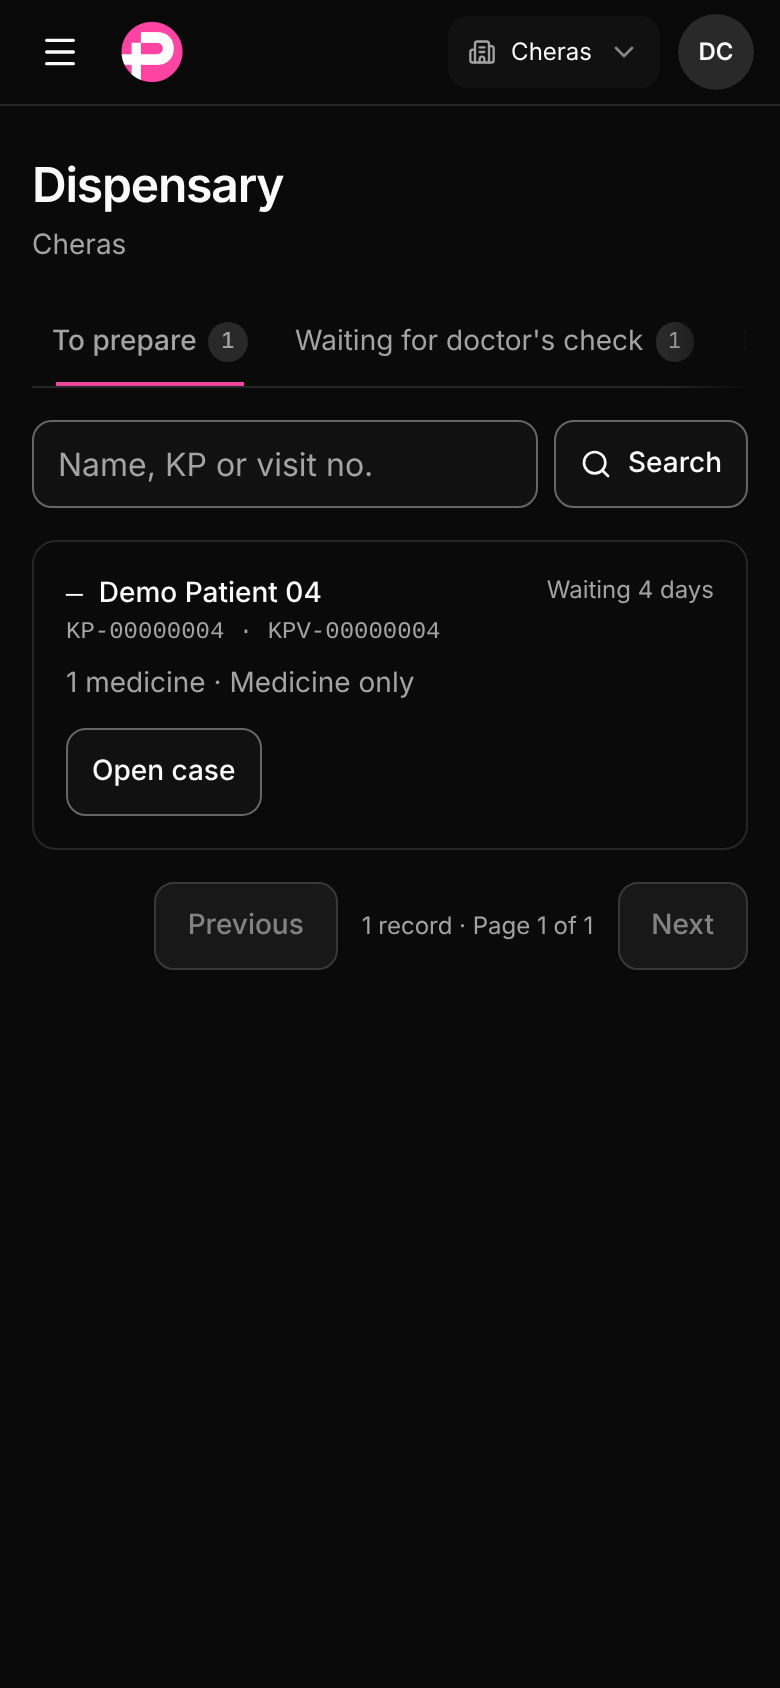 Cheras
DC
Dispensary
Cheras
To prepare 1
Waiting for doctor's check 1
Name, KP or visit no.
Search
– Demo Patient 04
Waiting 4 days
KP-00000004 · KPV-00000004
1 medicine · Medicine only
Open case
Previous
1 record · Page 1 of 1
Next